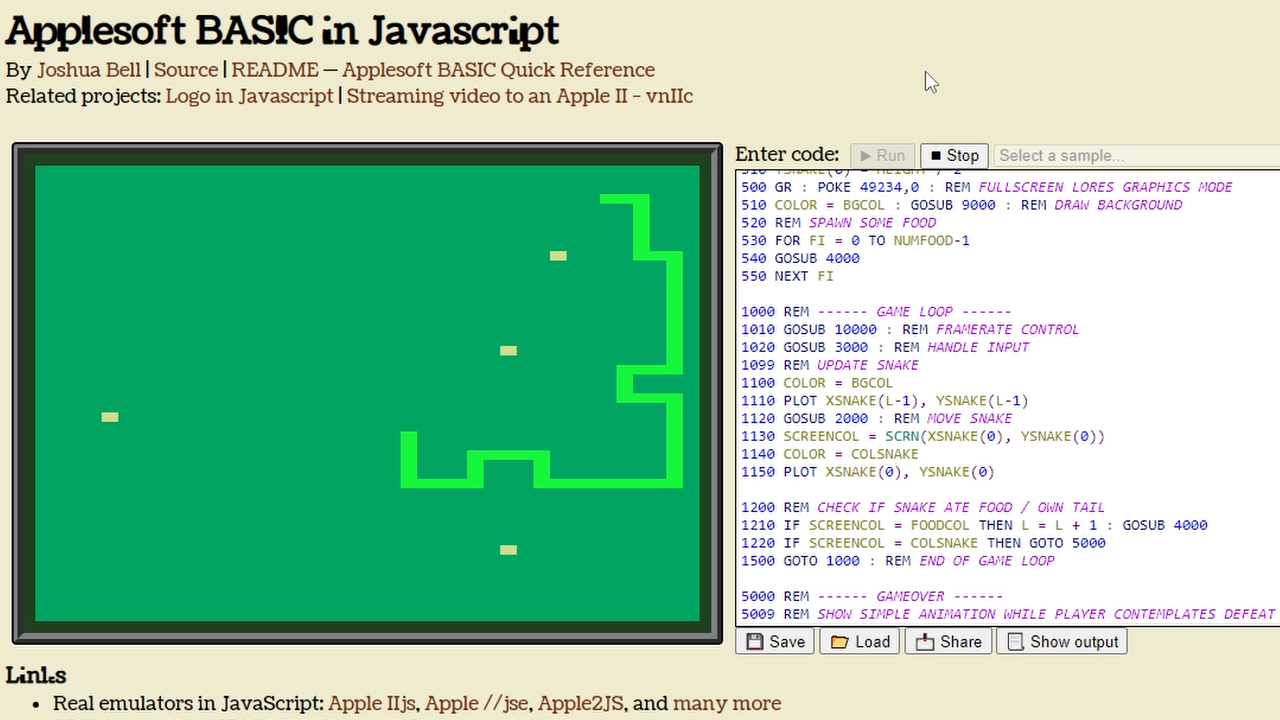 Applesoft BASIC in Javascript
By Joshua Bell | Source | README — Applesoft BASIC Quick Reference
Related projects: Logo in Javascript | Streaming video to an Apple II - vnIIc
Enter code: Run Stop Select a sample...
500 GR : POKE 49234,0 : REM FULLSCREEN LORES GRAPHICS MODE
510 COLOR = BGCOL : GOSUB 9000 : REM DRAW BACKGROUND
520 REM SPAWN SOME FOOD
530 FOR FI = 0 TO NUMFOOD-1
540 GOSUB 4000
550 NEXT FI
1000 REM ------ GAME LOOP ------
1010 GOSUB 10000 : REM FRAMERATE CONTROL
1020 GOSUB 3000 : REM HANDLE INPUT
1099 REM UPDATE SNAKE
1100 COLOR = BGCOL
1110 PLOT XSNAKE(L-1), YSNAKE(L-1)
1120 GOSUB 2000 : REM MOVE SNAKE
1130 SCREENCOL = SCRN(XSNAKE(0), YSNAKE(0))
1140 COLOR = COLSNAKE
1150 PLOT XSNAKE(0), YSNAKE(0)
1200 REM CHECK IF SNAKE ATE FOOD / OWN TAIL
1210 IF SCREENCOL = FOODCOL THEN L = L + 1 : GOSUB 4000
1220 IF SCREENCOL = COLSNAKE THEN GOTO 5000
1500 GOTO 1000 : REM END OF GAME LOOP
5000 REM ------ GAMEOVER ------
5009 REM SHOW SIMPLE ANIMATION WHILE PLAYER CONTEMPLATES DEFEAT
Save Load Share Show output
Links
• Real emulators in JavaScript: Apple IIjs, Apple //jse, Apple2JS, and many more